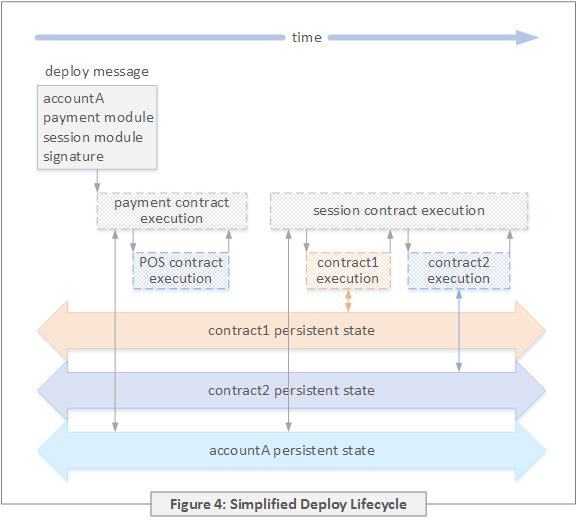 time
deploy message
accountA
payment module
session module
signature
payment contract
execution
session contract execution
POS contract
execution
contract1
execution
contract2
execution
contract1 persistent state
contract2 persistent state
accountA persistent state
Figure 4: Simplified Deploy Lifecycle